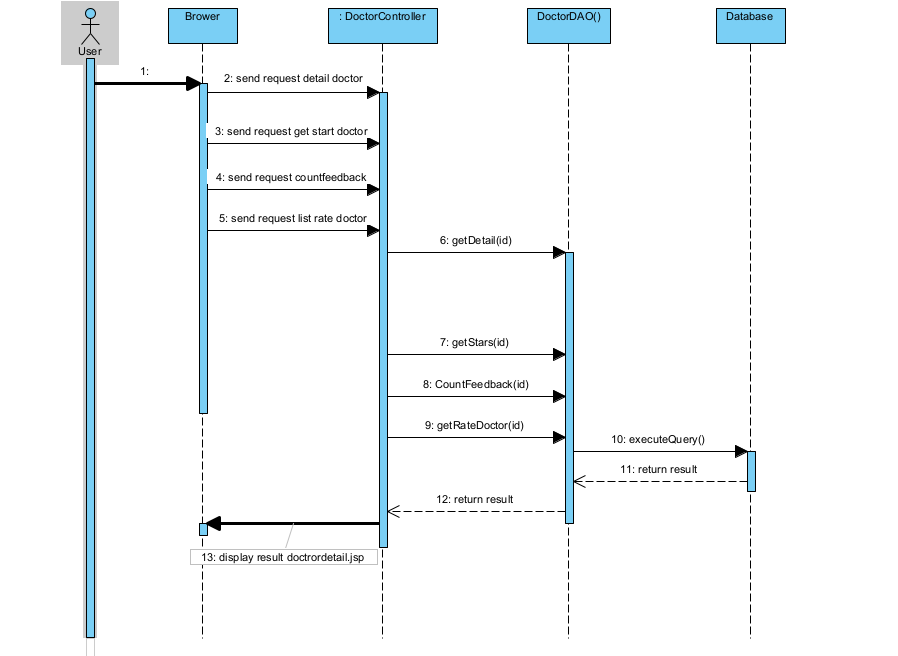 User
Brower
: DoctorController
DoctorDAO()
Database
1:
2: send request detail doctor
3: send request get start doctor
4: send request countfeedback
5: send request list rate doctor
6: getDetail(id)
7: getStars(id)
8: CountFeedback(id)
9: getRateDoctor(id)
10: executeQuery()
11: return result
12: return result
13: display result doctrordetail.jsp